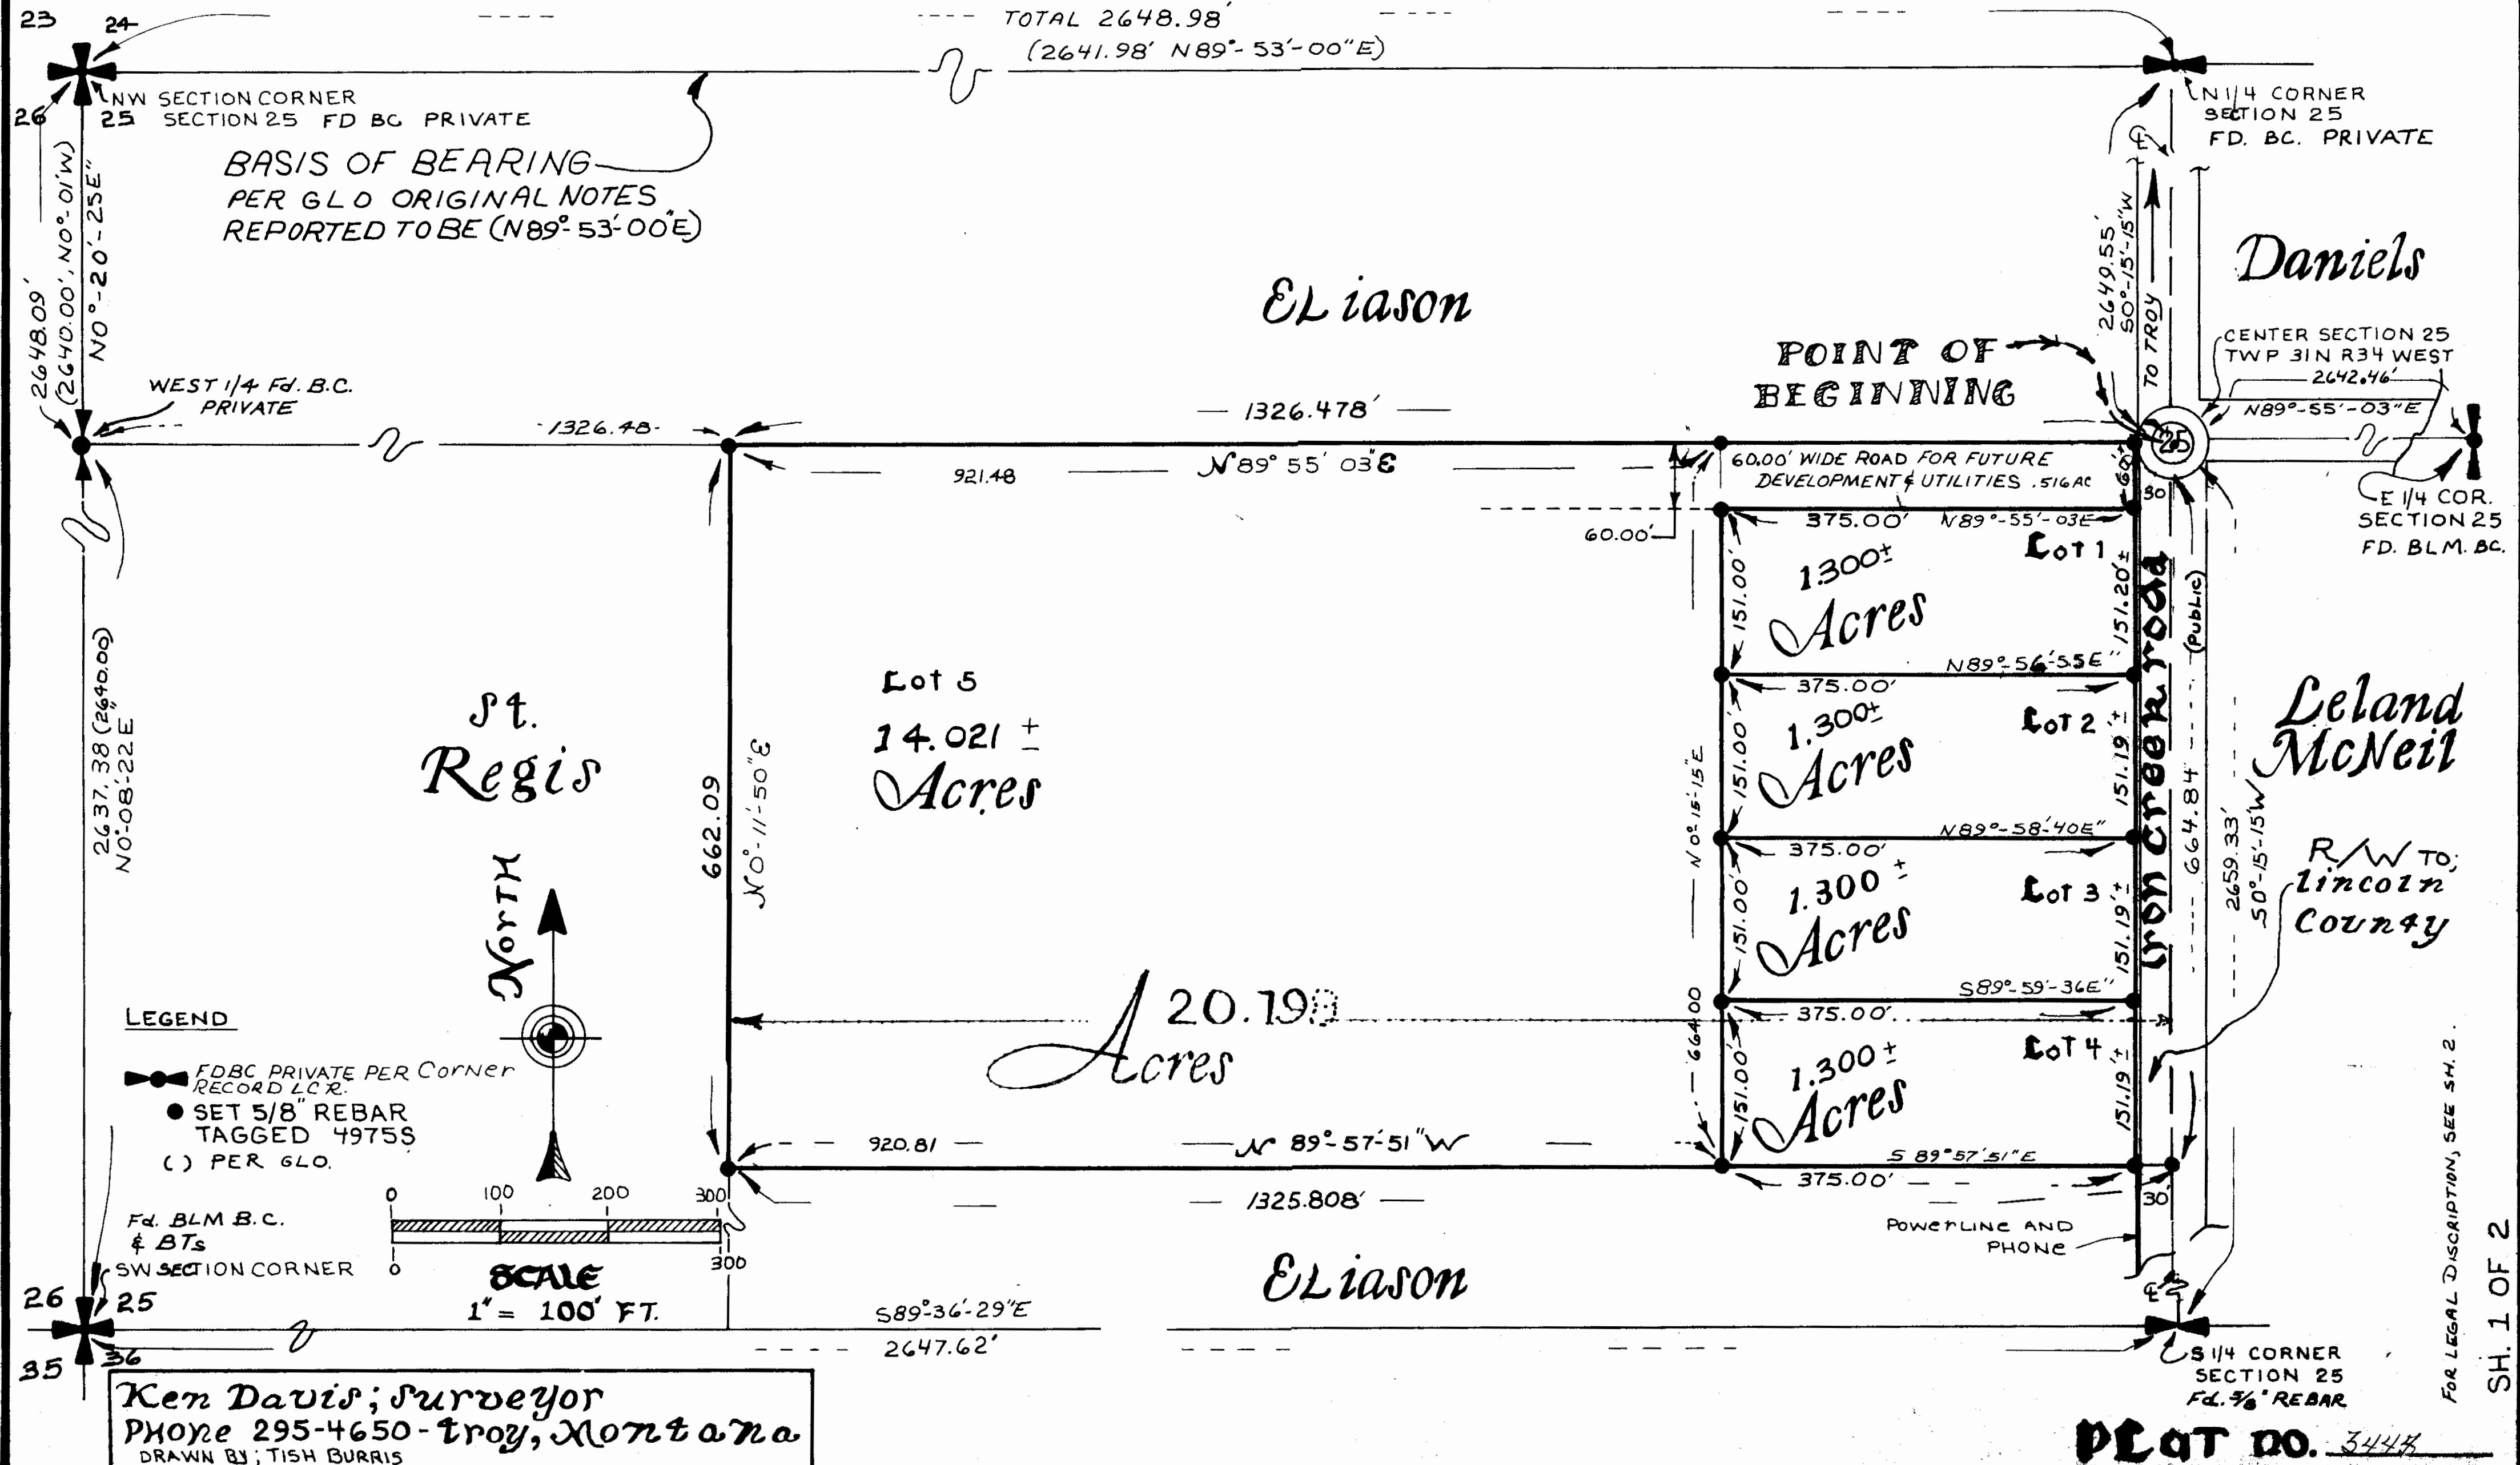 23
24
TOTAL 2648.98'
(2641.98' N89°-53'-00"E)
NW SECTION CORNER
26
25 SECTION 25 FD BC PRIVATE
N 1/4 CORNER
SECTION 25
FD. BC. PRIVATE
BASIS OF BEARING
PER GLO ORIGINAL NOTES
REPORTED TO BE (N89°-53'-00"E)
2648.09'
(2640.00', N0°-01'W)
N0°-20'-25E"
WEST 1/4 Fd. B.C.
PRIVATE
2649.55'
S0°-15'-15"W
TO TROY
Daniels
ELiason
CENTER SECTION 25
TWP 31N R34 WEST
2642.46'
N89°-55'-03"E
POINT OF
BEGINNING
25
E 1/4 COR.
SECTION 25
FD. BLM. BC.
1326.48
1326.478'
921.48
N89° 55' 03"E
60.00' WIDE ROAD FOR FUTURE
DEVELOPMENT & UTILITIES .516AC
60'
30
60.00'
375.00'
N89°-55'-03E
Lot 1
1.300±
Acres
151.00'
151.20'±
N89°-56'-55E"
375.00'
Lot 2
1.300±
Acres
151.00'
151.19'±
N89°-58'-40E"
375.00'
Lot 3
1.300±
Acres
151.00'
151.19'±
S89°-59'-36E"
375.00'
Lot 4
1.300±
Acres
151.00'
151.19'±
S 89°57'51"E
375.00'
30'
N0°-15'-15E
664.00
iron creek road
(Public)
664.84
2659.33'
S0°-15'-15"W
Leland
McNeil
R/W TO;
lincoln
County
2637.38 (2640.00)
N0°-08'-22E
St.
Regis
Lot 5
14.021 ±
Acres
662.09
N0°-11'-50"E
20.19
Acres
NorTH
LEGEND
FDBC PRIVATE PER Corner
RECORD LCR.
SET 5/8" REBAR
TAGGED 4975S
( ) PER GLO.
920.81
N 89°-57'-51"W
1325.808'
Fd. BLM B.C.
& BTs
SW SECTION CORNER
0 100 200 300
0 300
SCALE
1" = 100' FT.
ELiason
PowerLine AND
PHONE
26
25
35
36
S89°-36'-29"E
2647.62'
S 1/4 CORNER
SECTION 25
Fd. 5/8" REBAR
FOR LEGAL DISCRIPTION, SEE SH. 2.
SH. 1 OF 2
Ken Davis; Surveyor
PHone 295-4650-troy, Montana
DRAWN BY; TISH BURRIS
PLAT NO.